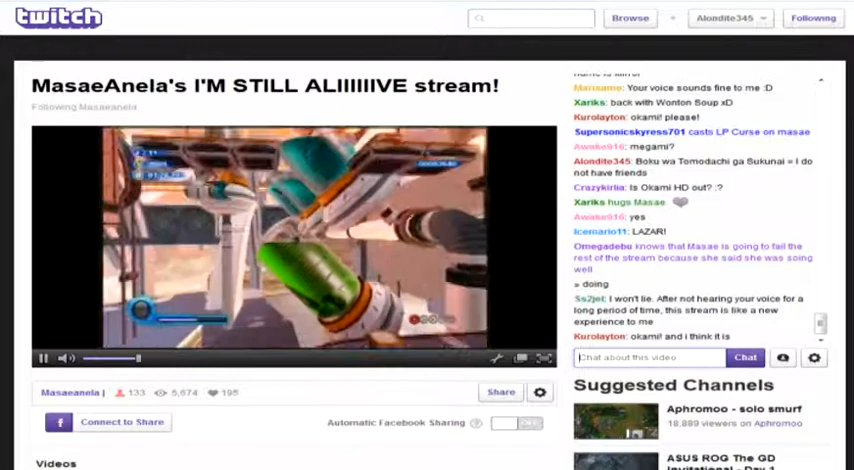 twitch
Browse
Alondite345
Following
MasaeAnela's I'M STILL ALIIIIIIVE stream!
Following Masaeanela
Marisame: Your voice sounds fine to me :D
Xariks: back with Wonton Soup xD
Kurolayton: okami! please!
Supersonicskyress701 casts LP Curse on masae
Awake916: megami?
Alondite345: Boku wa Tomodachi ga Sukunai = I do
not have friends
Crazykirlia: Is Okami HD out? :?
Xariks hugs Masae
Awake916: yes
Icemario11: LAZAR!
Omegadebu knows that Masae is going to fail the
rest of the stream because she said she was soing
well
» doing
Ss2jet: I won't lie. After not hearing your voice for a
long period of time, this stream is like a new
experience to me
Kurolayton: okami! and i think it is
Chat about this video
Chat
Masaeanela | 133 5,674 195
Share
f Connect to Share
Automatic Facebook Sharing ? OFF
Videos
Suggested Channels
Aphromoo - solo smurf
18,889 viewers on Aphromoo
ASUS ROG The GD
Invitational - Day 1